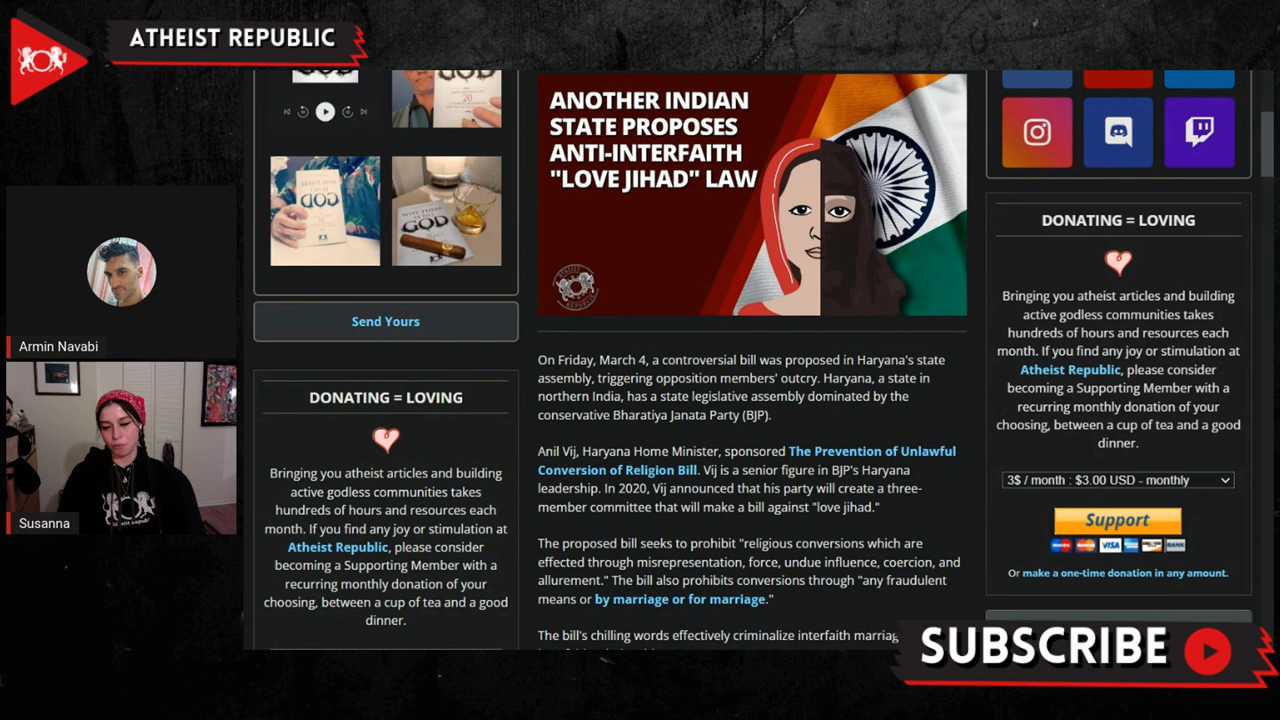 ATHEIST REPUBLIC
ANOTHER INDIAN
STATE PROPOSES
ANTI-INTERFAITH
"LOVE JIHAD" LAW
Armin Navabi
Susanna
Send Yours
DONATING = LOVING
Bringing you atheist articles and building
active godless communities takes
hundreds of hours and resources each
month. If you find any joy or stimulation at
Atheist Republic, please consider
becoming a Supporting Member with a
recurring monthly donation of your
choosing, between a cup of tea and a good
dinner.
On Friday, March 4, a controversial bill was proposed in Haryana's state
assembly, triggering opposition members' outcry. Haryana, a state in
northern India, has a state legislative assembly dominated by the
conservative Bharatiya Janata Party (BJP).
Anil Vij, Haryana Home Minister, sponsored The Prevention of Unlawful
Conversion of Religion Bill. Vij is a senior figure in BJP's Haryana
leadership. In 2020, Vij announced that his party will create a three-
member committee that will make a bill against "love jihad."
The proposed bill seeks to prohibit "religious conversions which are
effected through misrepresentation, force, undue influence, coercion, and
allurement." The bill also prohibits conversions through "any fraudulent
means or by marriage or for marriage."
The bill's chilling words effectively criminalize interfaith
DONATING = LOVING
Bringing you atheist articles and building
active godless communities takes
hundreds of hours and resources each
month. If you find any joy or stimulation at
Atheist Republic, please consider
becoming a Supporting Member with a
recurring monthly donation of your
choosing, between a cup of tea and a good
dinner.
3$ / month : $3.00 USD - monthly
Support
VISA
Or make a one-time donation in any amount.
SUBSCRIBE